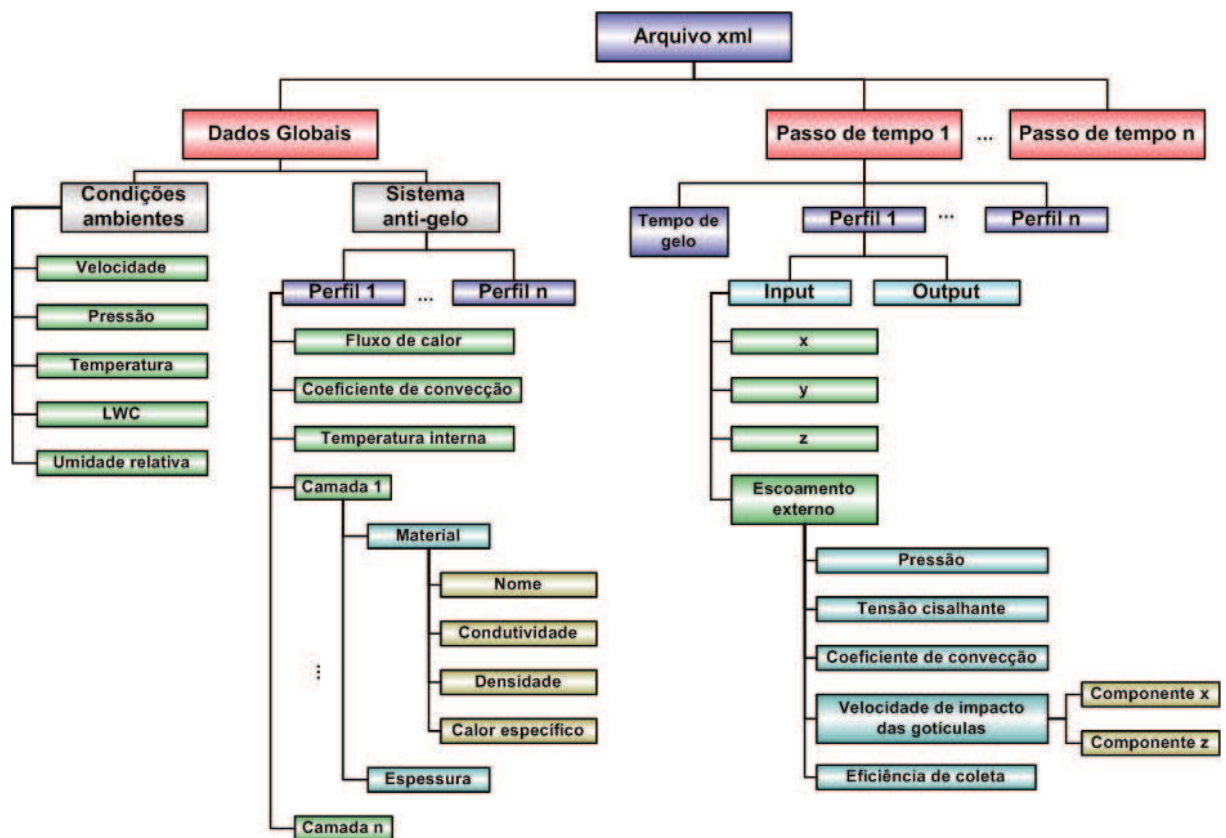 Arquivo xml
Dados Globais
Passo de tempo 1
...
Passo de tempo n
Condições
ambientes
Velocidade
Pressão
Temperatura
LWC
Umidade relativa
Sistema
anti-gelo
Perfil 1
...
Perfil n
Fluxo de calor
Coeficiente de convecção
Temperatura interna
Camada 1
Material
Nome
Condutividade
Densidade
Calor específico
...
Espessura
Camada n
Tempo de
gelo
Perfil 1
...
Perfil n
Input
Output
x
y
z
Escoamento
externo
Pressão
Tensão cisalhante
Coeficiente de convecção
Velocidade de impacto
das gotículas
Componente x
Componente z
Eficiência de coleta